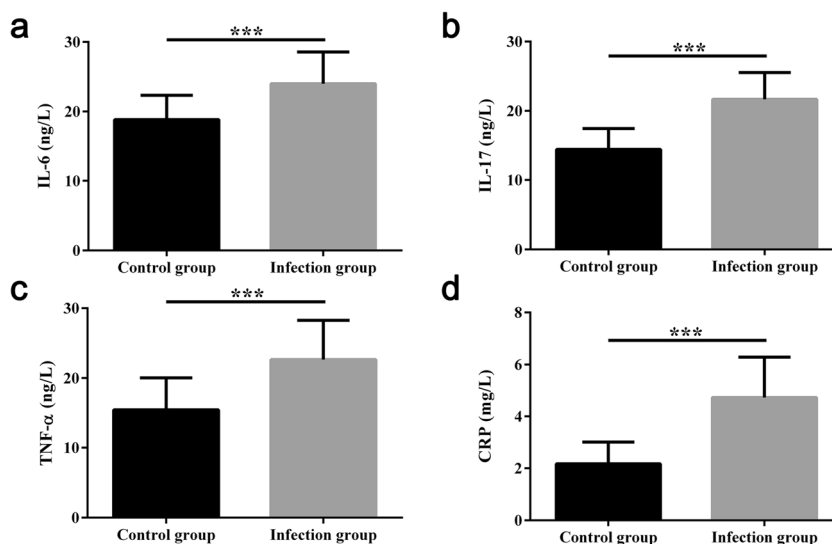 a
***
30
20
10
0
IL-6 (ng/L)
Control group Infection group
b
***
30
20
10
0
IL-17 (ng/L)
Control group Infection group
c
***
30
20
10
0
TNF-α (ng/L)
Control group Infection group
d
***
8
6
4
2
0
CRP (mg/L)
Control group Infection group